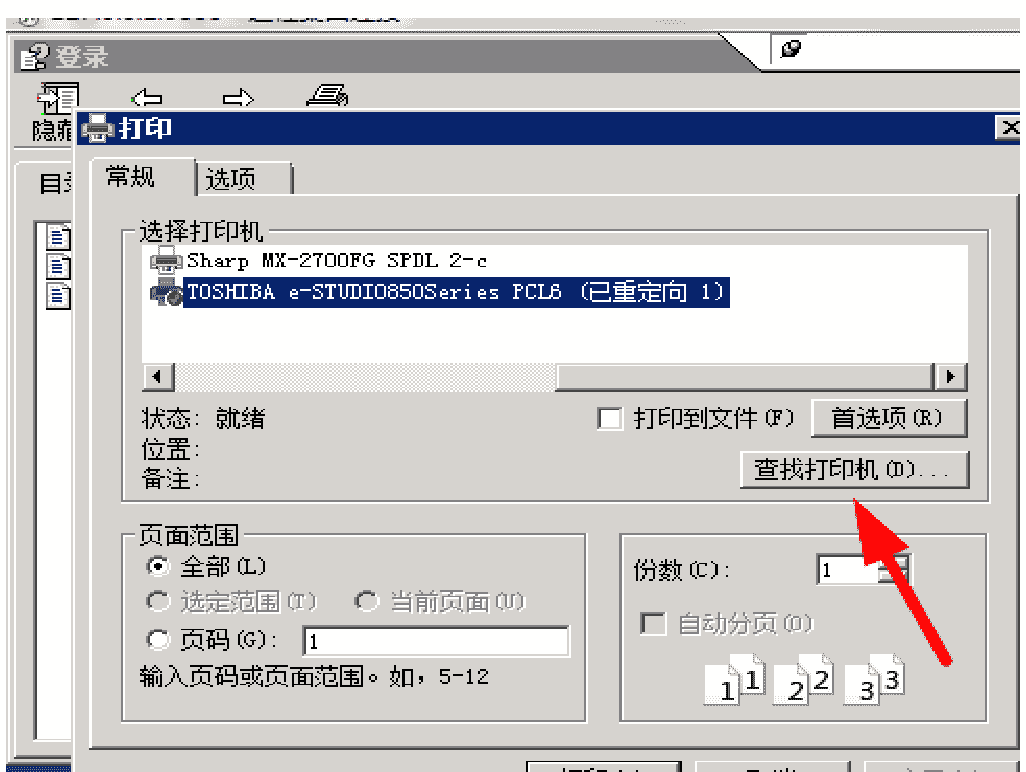 登录
打印
常规
选项
选择打印机
Sharp MX-2700FG SPDL 2-c
TOSHIBA e-STUDIO850Series PCL6 (已重定向 1)
状态: 就绪
打印到文件(F)
首选项(R)
位置:
备注:
查找打印机(D)...
页面范围
全部(L)
选定范围(T)
当前页面(U)
页码(G):
1
输入页码或页面范围。如，5-12
份数(C):
1
自动分页(O)
1 1 2 2 3 3